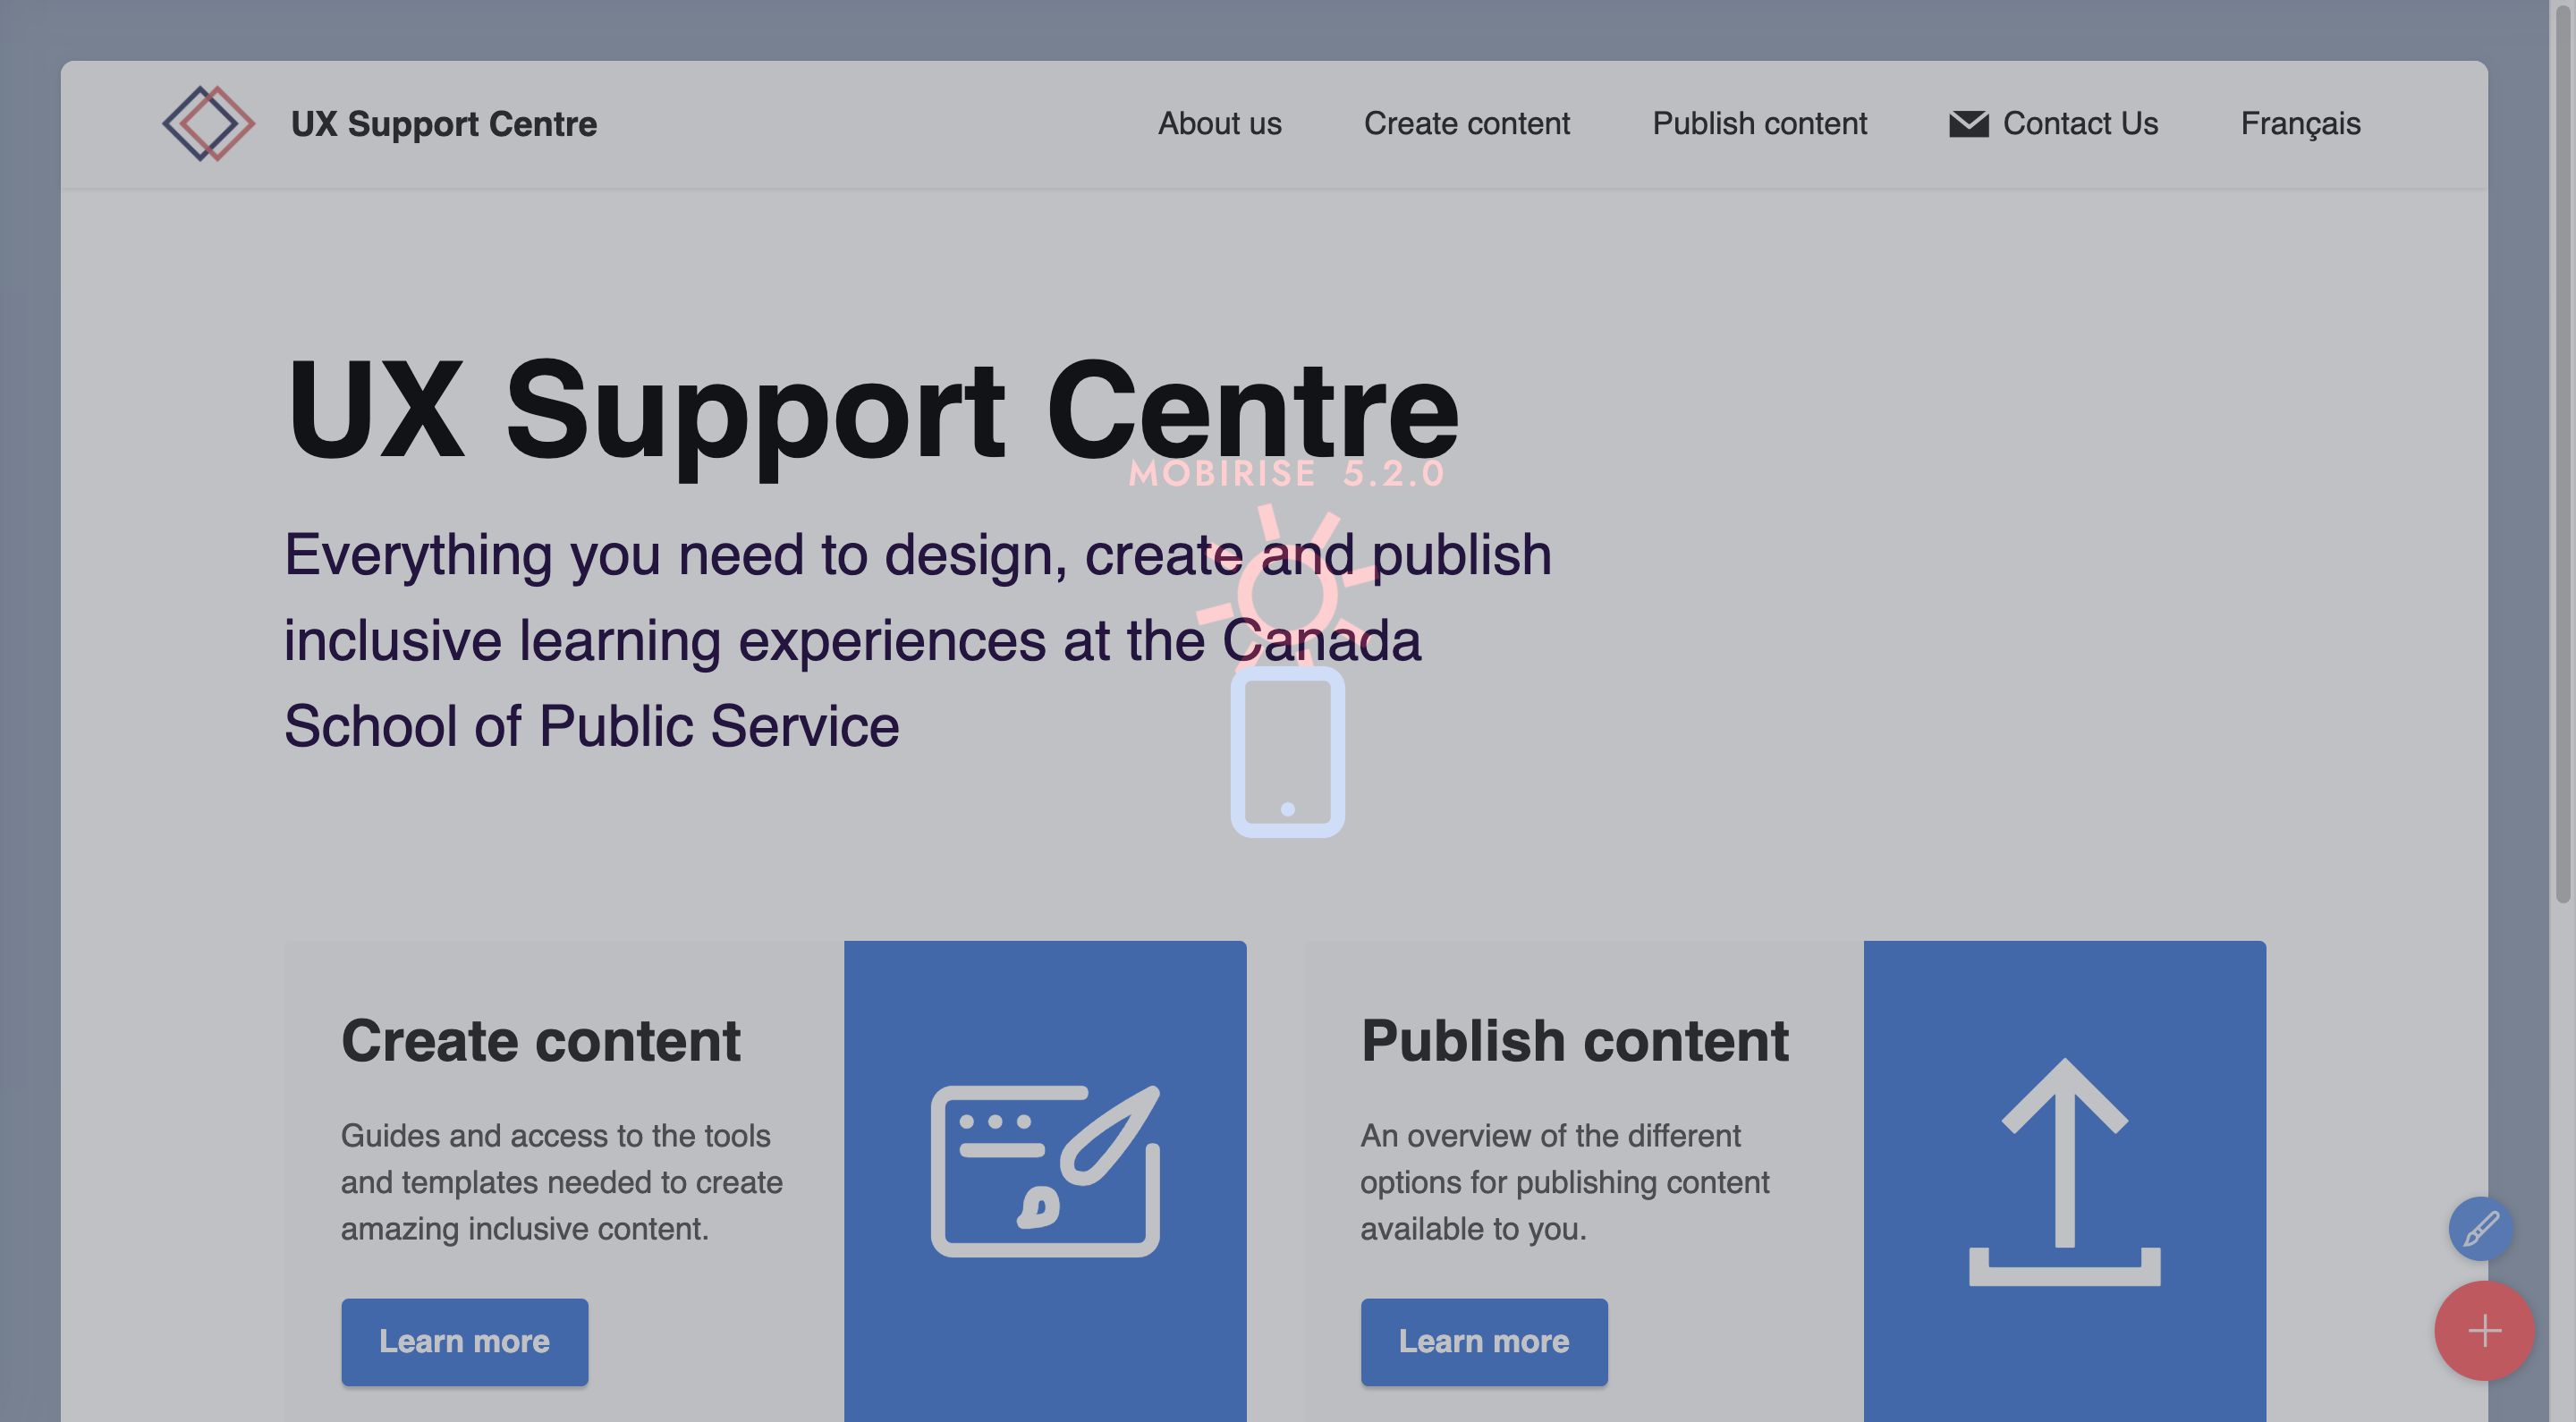 UX Support Centre
About us
Create content
Publish content
Contact Us
Français
UX Support Centre
MOBIRISE 5.2.0
Everything you need to design, create and publish
inclusive learning experiences at the Canada
School of Public Service
Create content
Guides and access to the tools
and templates needed to create
amazing inclusive content.
Learn more
Publish content
An overview of the different
options for publishing content
available to you.
Learn more